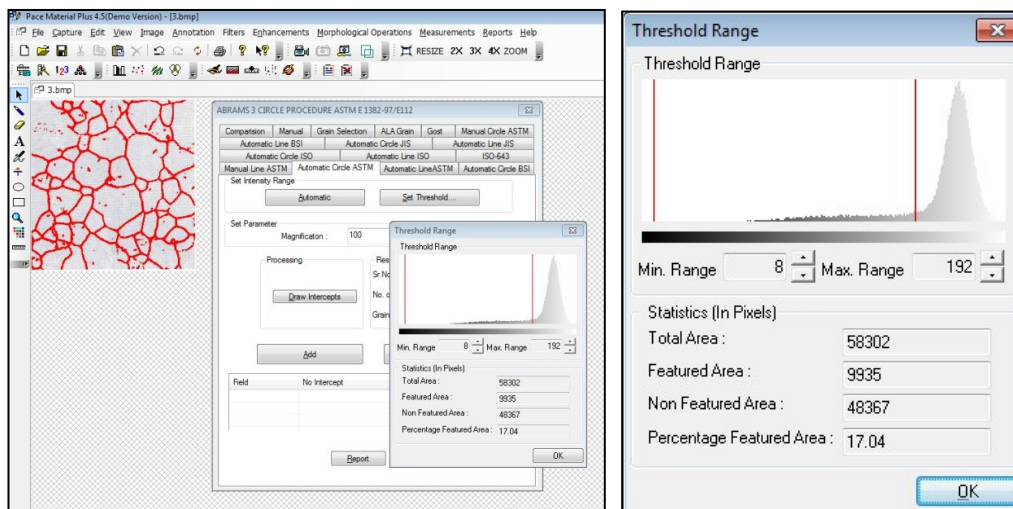 Pace Material Plus 4.5(Demo Version) - [3.bmp]
File Capture Edit View Image Annotation Filters Enhancements Morphological Operations Measurements Reports Help
RESIZE 2X 3X 4X ZOOM
123
3.bmp
A
ABRAMS 3 CIRCLE PROCEDURE ASTM E 1382-97/E112
Comparision Manual Grain Selection ALA Grain Gost Manual Circle ASTM
Automatic Line BSI Automatic Circle JIS Automatic Line JIS
Automatic Circle ISO Automatic Line ISO ISO-643
Manual Line ASTM Automatic Circle ASTM Automatic LineASTM Automatic Circle BSI
Set Intensity Range
Automatic Set Threshold....
Set Parameter
Magnificaton : 100
Processing
Sr.No
Draw Intercepts
No. o
Grain
Add
Field No Intercept
Report
Threshold Range
Threshold Range
Min. Range 8 Max. Range 192
Statistics (In Pixels)
Total Area : 58302
Featured Area : 9935
Non Featured Area : 48367
Percentage Featured Area : 17.04
OK
Threshold Range
Threshold Range
Min. Range 8 Max. Range 192
Statistics (In Pixels)
Total Area : 58302
Featured Area : 9935
Non Featured Area : 48367
Percentage Featured Area : 17.04
OK